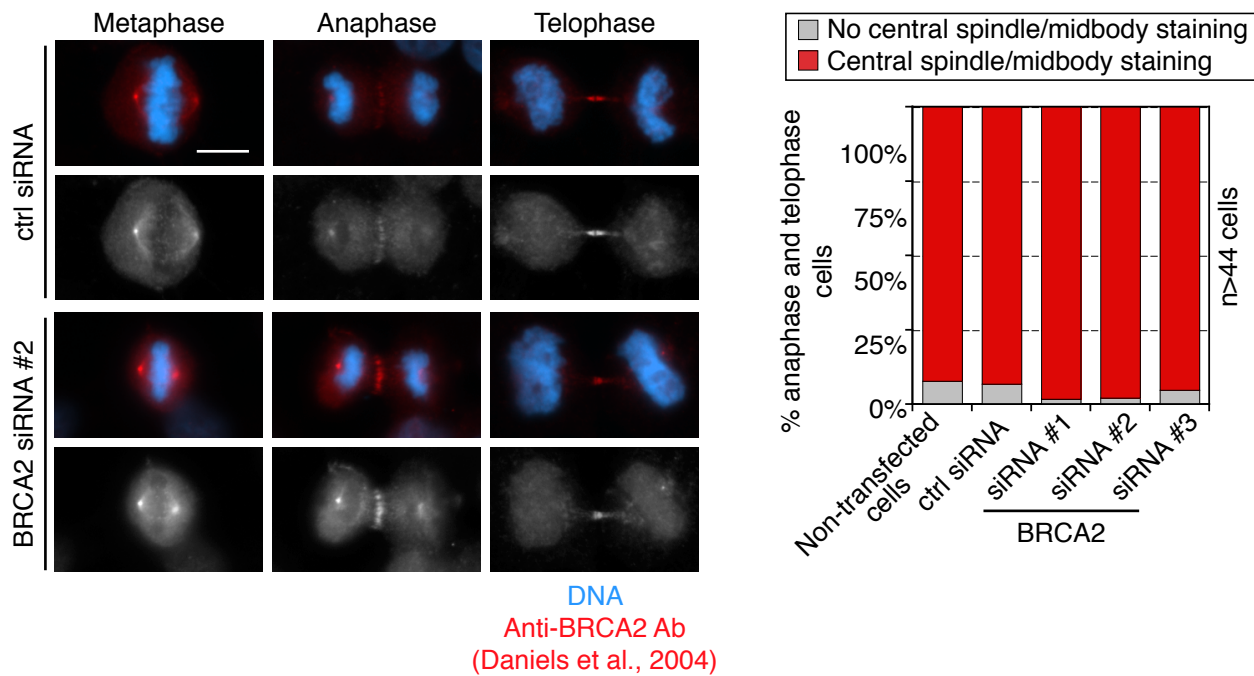 Metaphase
Anaphase
Telophase
ctrl siRNA
BRCA2 siRNA #2
DNA
Anti-BRCA2 Ab
(Daniels et al., 2004)
No central spindle/midbody staining
Central spindle/midbody staining
% anaphase and telophase
cells
100%
75%
50%
25%
0%
n>44 cells
Non-transfected
cells
ctrl siRNA
siRNA #1
siRNA #2
siRNA #3
BRCA2